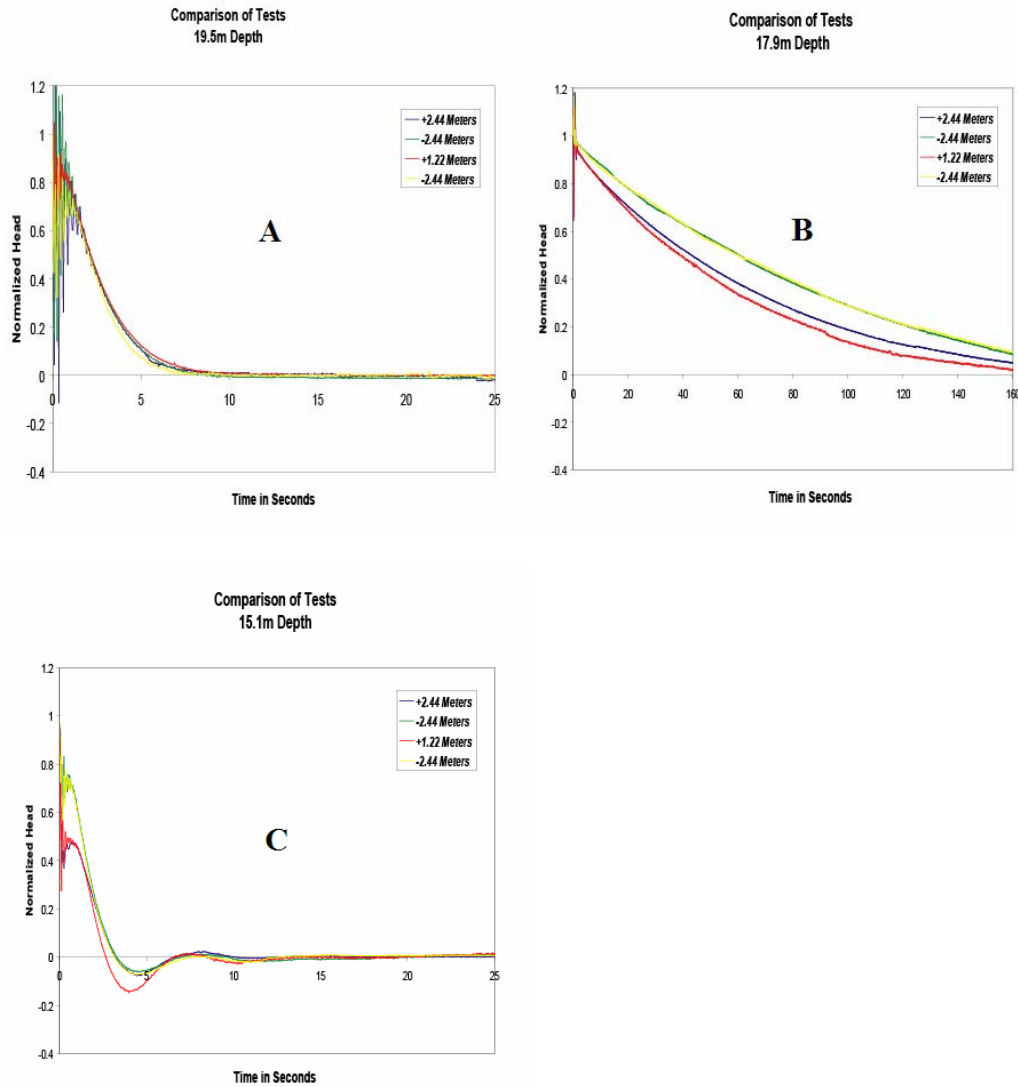 Comparison of Tests
19.5m Depth
1.2
1
0.8
0.6
0.4
0.2
0
-0.2
-0.4
0
5
10
15
20
25
Normalized Head
Time in Seconds
+2.44 Meters
-2.44 Meters
+1.22 Meters
-2.44 Meters
A
Comparison of Tests
17.9m Depth
1.2
1
0.8
0.6
0.4
0.2
0
-0.2
-0.4
0
20
40
60
80
100
120
140
160
Normalized Head
Time in Seconds
+2.44 Meters
-2.44 Meters
+1.22 Meters
-2.44 Meters
B
Comparison of Tests
15.1m Depth
1.2
1
0.8
0.6
0.4
0.2
0
-0.2
-0.4
0
5
10
15
20
25
Normalized Head
Time in Seconds
+2.44 Meters
-2.44 Meters
+1.22 Meters
-2.44 Meters
C